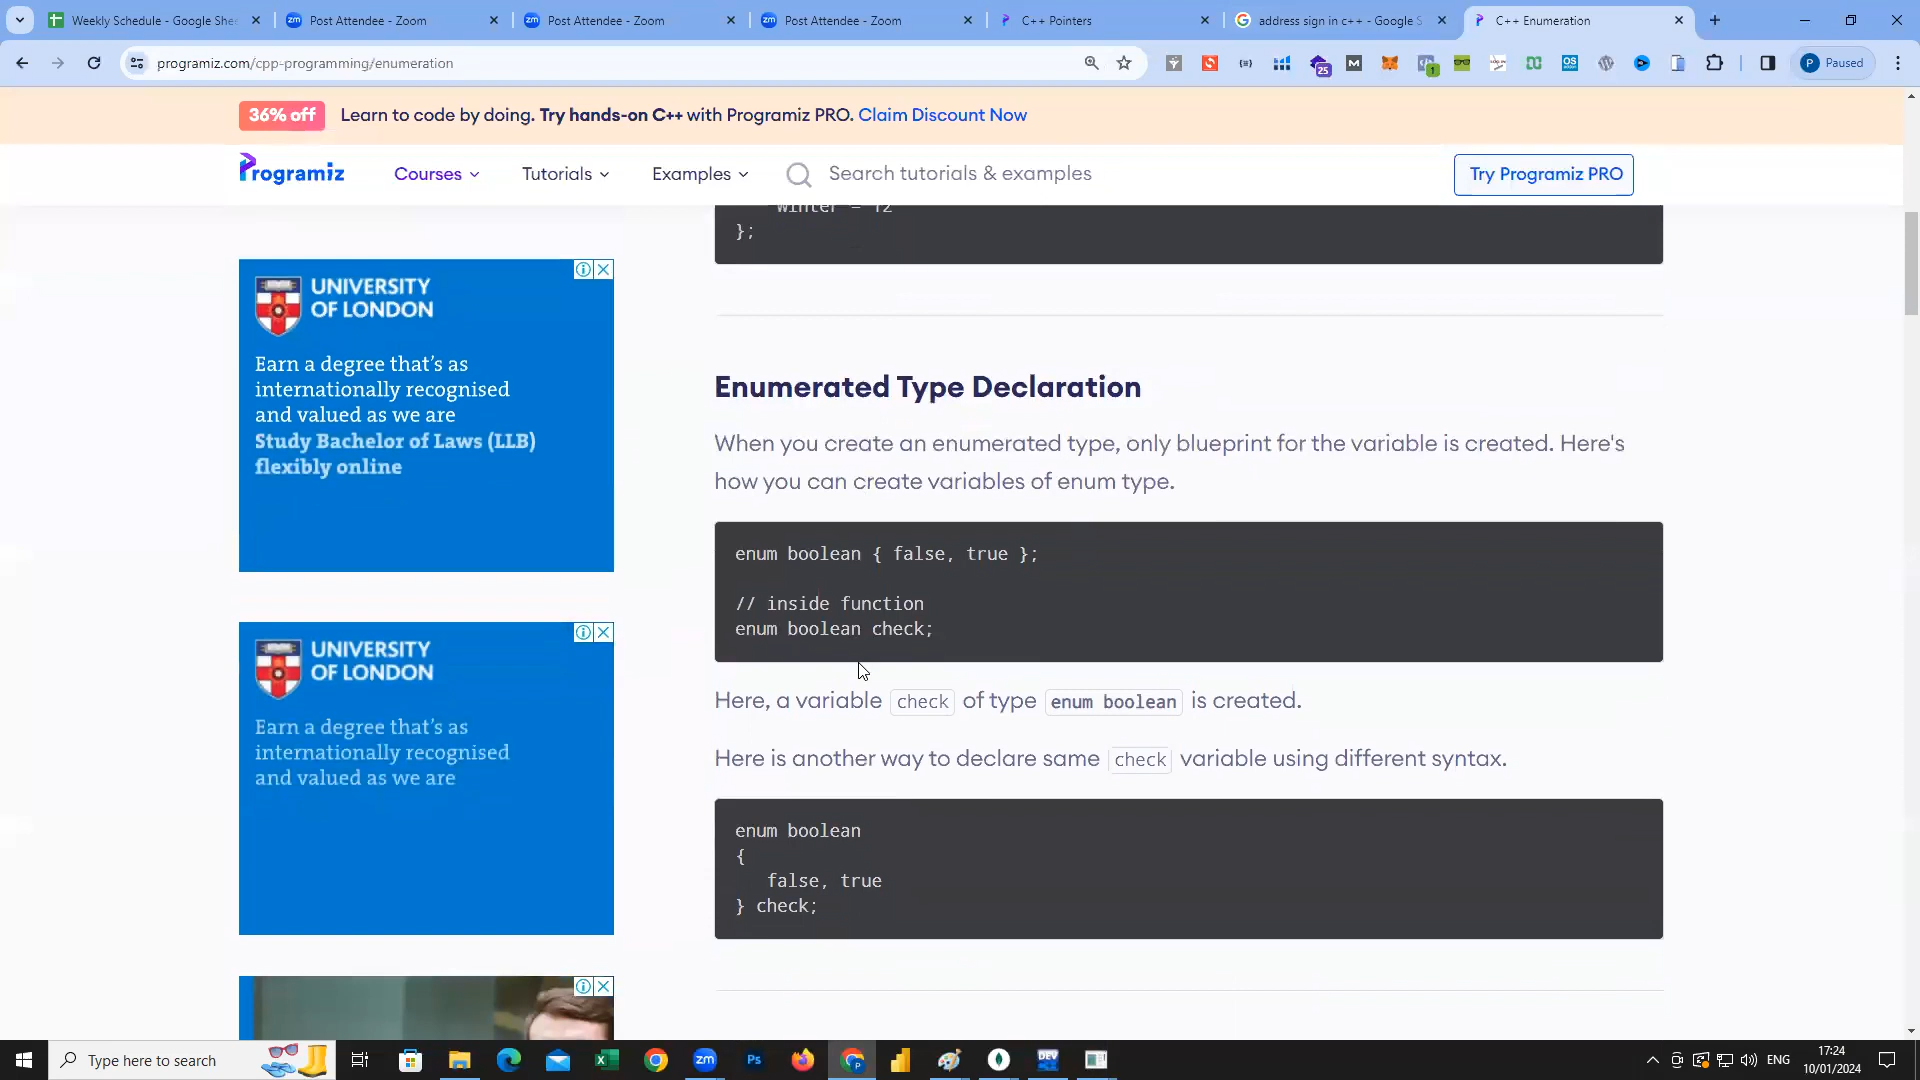 Weekly Schedule - Google Shee
Post Attendee - Zoom
Post Attendee - Zoom
Post Attendee - Zoom
C++ Pointers
address sign in c++ - Google S
C++ Enumeration
programiz.com/cpp-programming/enumeration
25
1
P Paused
36% off
Learn to code by doing. Try hands-on C++ with Programiz PRO. Claim Discount Now
Programiz
Courses
Tutorials
Examples
Search tutorials & examples
Try Programiz PRO
winter = 12
};
UNIVERSITY
OF LONDON
Earn a degree that's as
internationally recognised
and valued as we are
Study Bachelor of Laws (LLB)
flexibly online
UNIVERSITY
OF LONDON
Earn a degree that's as
internationally recognised
and valued as we are
Enumerated Type Declaration
When you create an enumerated type, only blueprint for the variable is created. Here's
how you can create variables of enum type.
enum boolean { false, true };
// inside function
enum boolean check;
Here, a variable check of type enum boolean is created.
Here is another way to declare same check variable using different syntax.
enum boolean
{
false, true
} check;
Type here to search
zm
Ps
DEV
ENG
17:24
10/01/2024